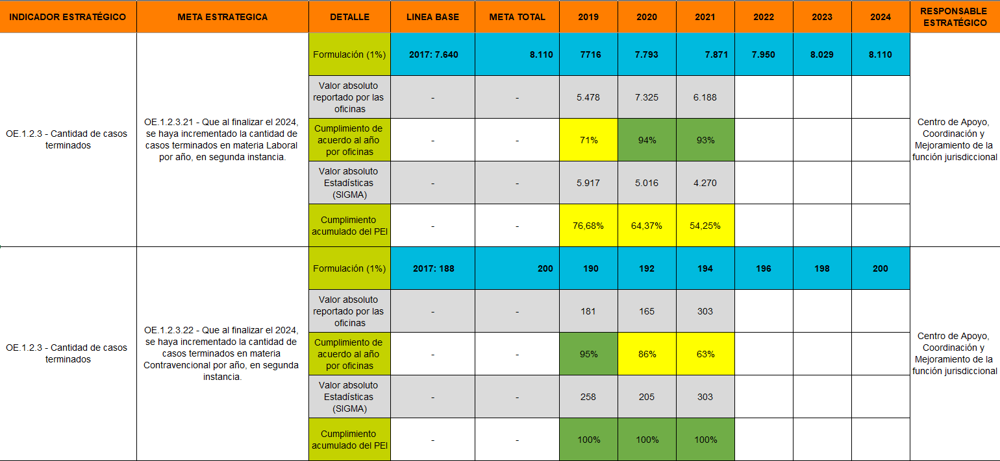 INDICADOR ESTRATÉGICO META ESTRATEGICA DETALLE LINEA BASE META TOTAL 2019 2020 2021 2022 2023 2024 RESPONSABLE
ESTRATÉGICO
OE.1.2.3 - Cantidad de casos
terminados
OE.1.2.3.21 - Que al finalizar el 2024,
se haya incrementado la cantidad de
casos terminados en materia Laboral
por año, en segunda instancia.
Formulación (1%) 2017: 7.640 8.110 7716 7.793 7.871 7.950 8.029 8.110
Valor absoluto
reportado por las
oficinas
- - 5.478 7.325 6.188
Cumplimiento de
acuerdo al año
por oficinas
- - 71% 94% 93%
Valor absoluto
Estadísticas
(SIGMA)
- - 5.917 5.016 4.270
Cumplimiento
acumulado del PEI
- - 76,68% 64,37% 54,25%
Centro de Apoyo,
Coordinación y
Mejoramiento de la
función jurisdiccional
OE.1.2.3 - Cantidad de casos
terminados
OE.1.2.3.22 - Que al finalizar el 2024,
se haya incrementado la cantidad de
casos terminados en materia
Contravencional por año, en segunda
instancia.
Formulación (1%) 2017: 188 200 190 192 194 196 198 200
Valor absoluto
reportado por las
oficinas
- - 181 165 303
Cumplimiento de
acuerdo al año
por oficinas
- - 95% 86% 63%
Valor absoluto
Estadísticas
(SIGMA)
- - 258 205 303
Cumplimiento
acumulado del PEI
- - 100% 100% 100%
Centro de Apoyo,
Coordinación y
Mejoramiento de la
función jurisdiccional